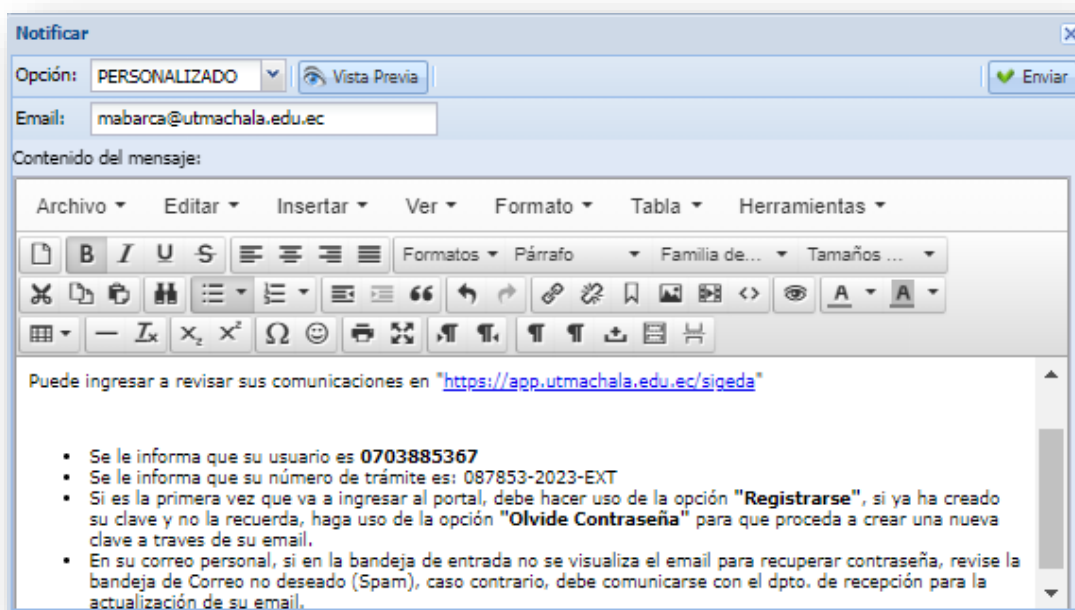 Notificar
Opción: PERSONALIZADO Vista Previa Enviar
Email: mabarca@utmachala.edu.ec
Contenido del mensaje:
Archivo Editar Insertar Ver Formato Tabla Herramientas
B I U S Formatos Párrafo Familia de... Tamaños ...
A A
Puede ingresar a revisar sus comunicaciones en "https://app.utmachala.edu.ec/sigeda"
• Se le informa que su usuario es 0703885367
• Se le informa que su número de trámite es: 087853-2023-EXT
• Si es la primera vez que va a ingresar al portal, debe hacer uso de la opción "Registrarse", si ya ha creado
su clave y no la recuerda, haga uso de la opción "Olvide Contraseña" para que proceda a crear una nueva
clave a traves de su email.
• En su correo personal, si en la bandeja de entrada no se visualiza el email para recuperar contraseña, revise la
bandeja de Correo no deseado (Spam), caso contrario, debe comunicarse con el dpto. de recepción para la
actualización de su email.